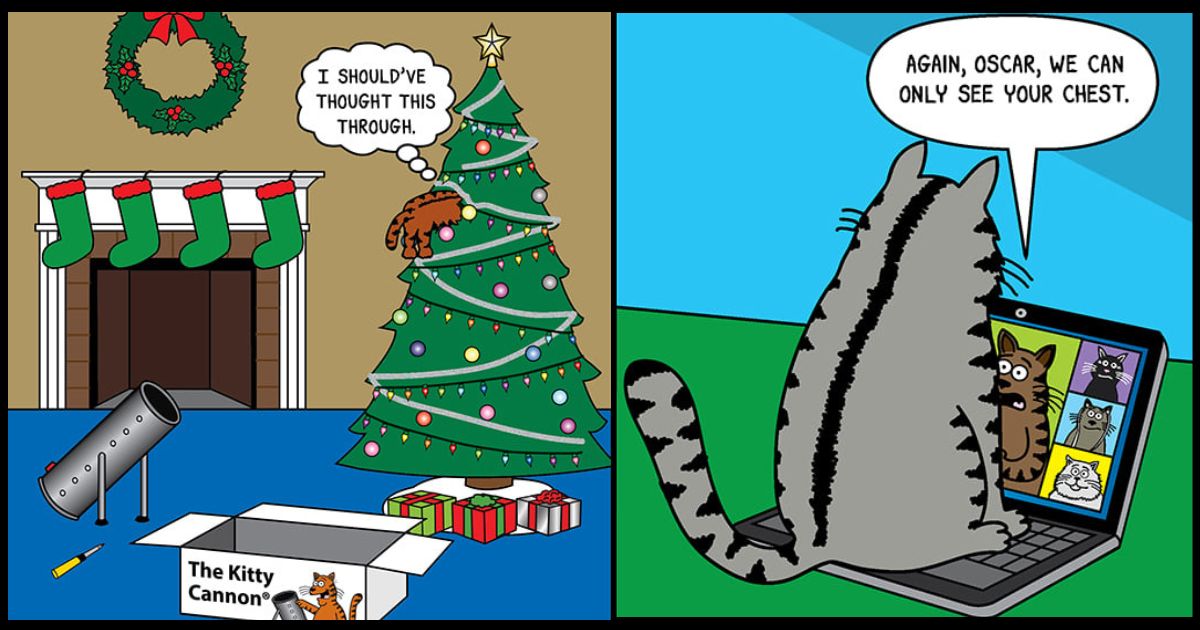 I SHOULD'VE
THOUGHT THIS
THROUGH.
The Kitty
Cannon®
AGAIN, OSCAR, WE CAN
ONLY SEE YOUR CHEST.